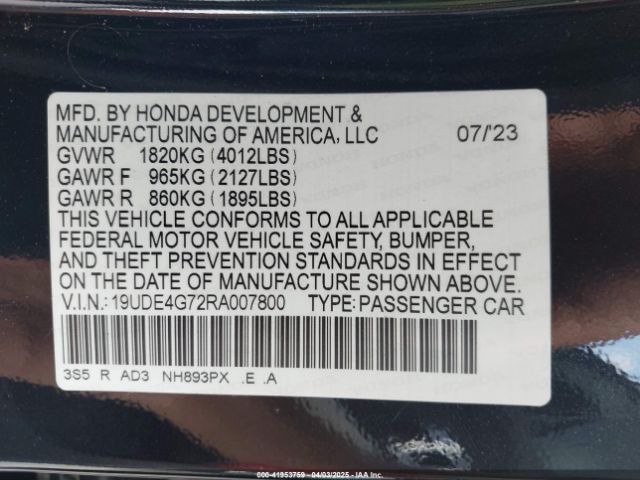 MFD. BY HONDA DEVELOPMENT &
MANUFACTURING OF AMERICA, LLC 07/'23
GVWR 1820KG (4012LBS)
GAWR F 965KG (2127LBS)
GAWR R 860KG (1895LBS)
THIS VEHICLE CONFORMS TO ALL APPLICABLE
FEDERAL MOTOR VEHICLE SAFETY, BUMPER,
AND THEFT PREVENTION STANDARDS IN EFFECT
ON THE DATE OF MANUFACTURE SHOWN ABOVE.
V.I.N.:19UDE4G72RA007800 TYPE:PASSENGER CAR
3S5 R AD3 NH893PX .E .A
000-41953759 - 04/03/2025 - IAA Inc.